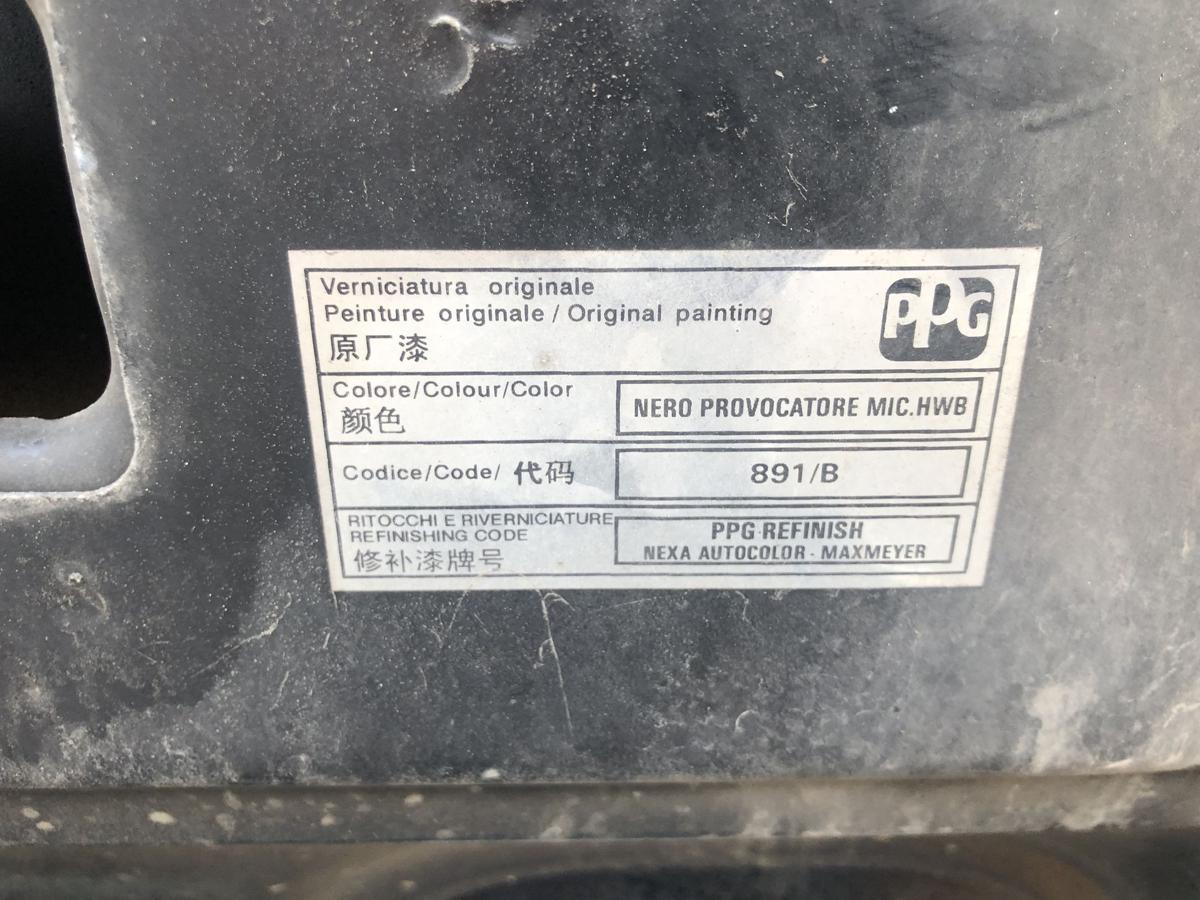 Verniciatura originale
Peinture originale / Original painting
原厂漆
PPG
Colore/Colour/Color
颜色
NERO PROVOCATORE MIC.HWB
Codice/Code/ 代码
891/B
RITOCCHI E RIVERNICIATURE
REFINISHING CODE
修补漆牌号
PPG REFINISH
NEXA AUTOCOLOR - MAXMEYER